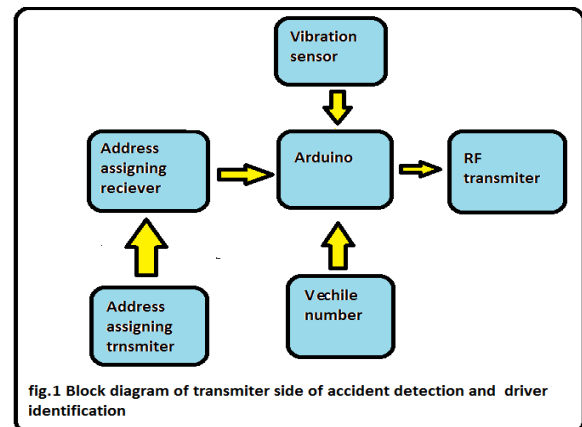 Vibration
sensor
Address
assigning
reciever
Arduino
RF
transmiter
Address
assigning
trnsmiter
Vechile
number
fig.1 Block diagram of transmiter side of accident detection and driver
identification